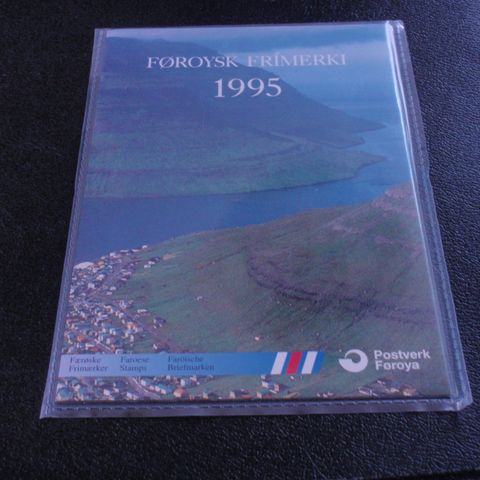 FØROYSK FRÍMERKI
1995
Færøske
Frimærker
Faroese
Stamps
Färöische
Briefmarken
Postverk
Føroya